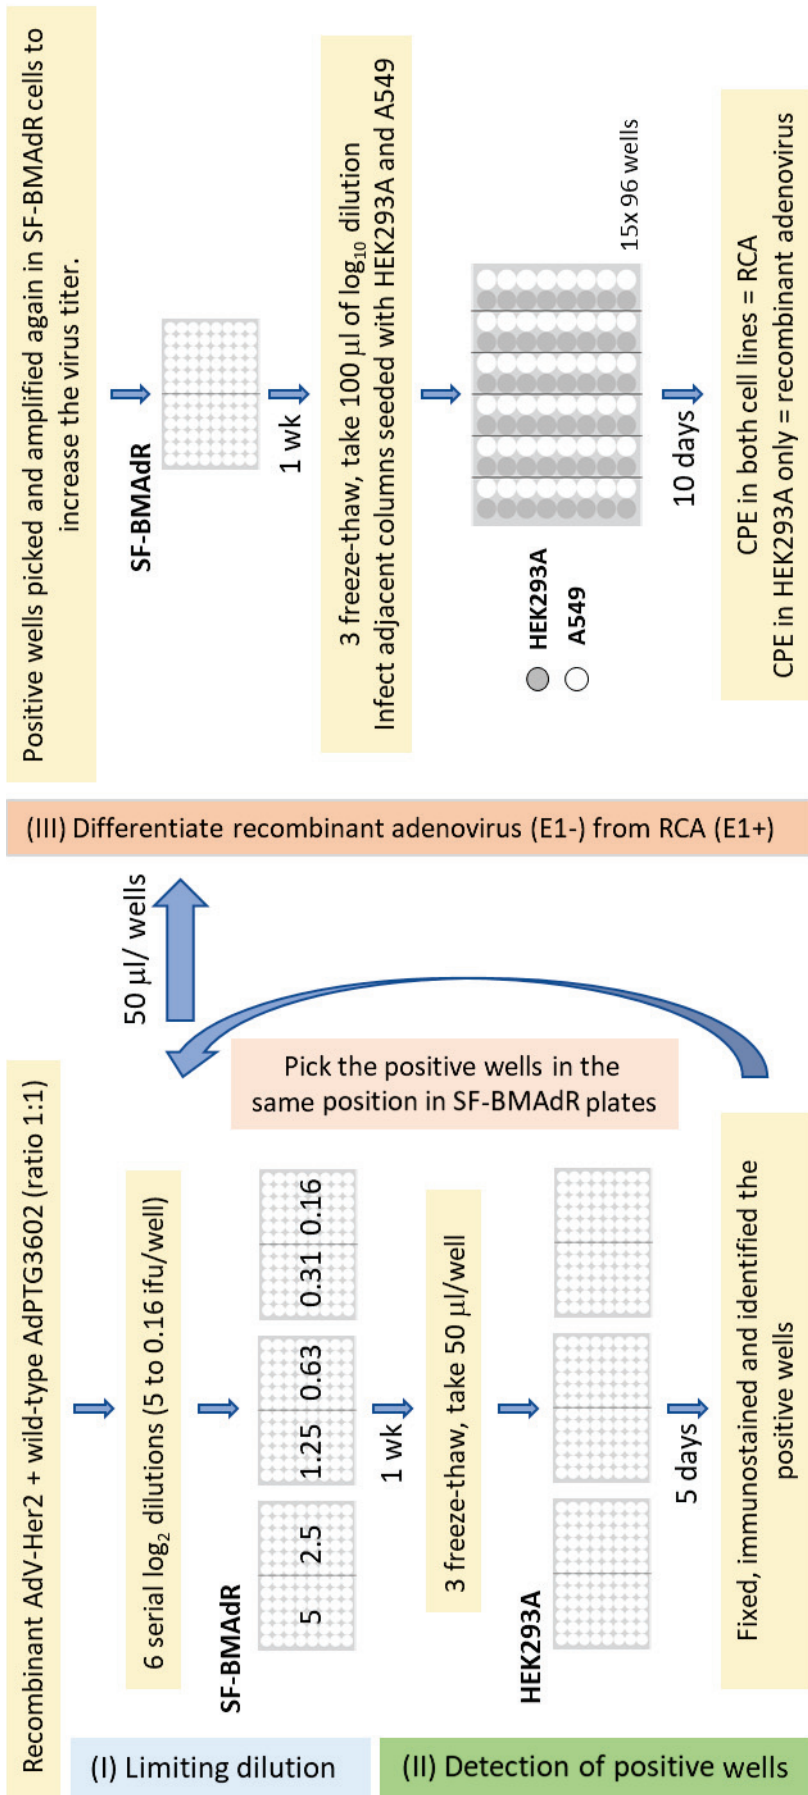 Recombinant AdV-Her2 + wild-type AdPTG3602 (ratio 1:1)
(I) Limiting dilution
6 serial log2 dilutions (5 to 0.16 ifu/well)
SF-BMAdR
5
2.5
1.25
0.63
0.31
0.16
1 wk
(II) Detection of positive wells
3 freeze-thaw, take 50 µl/well
HEK293A
5 days
Fixed, immunostained and identified the
positive wells
Pick the positive wells in the
same position in SF-BMAdR plates
50 µl/ wells
(III) Differentiate recombinant adenovirus (E1-) from RCA (E1+)
Positive wells picked and amplified again in SF-BMAdR cells to
increase the virus titer.
SF-BMAdR
1 wk
3 freeze-thaw, take 100 µl of log10 dilution
Infect adjacent columns seeded with HEK293A and A549
HEK293A
A549
15x 96 wells
10 days
CPE in both cell lines = RCA
CPE in HEK293A only = recombinant adenovirus